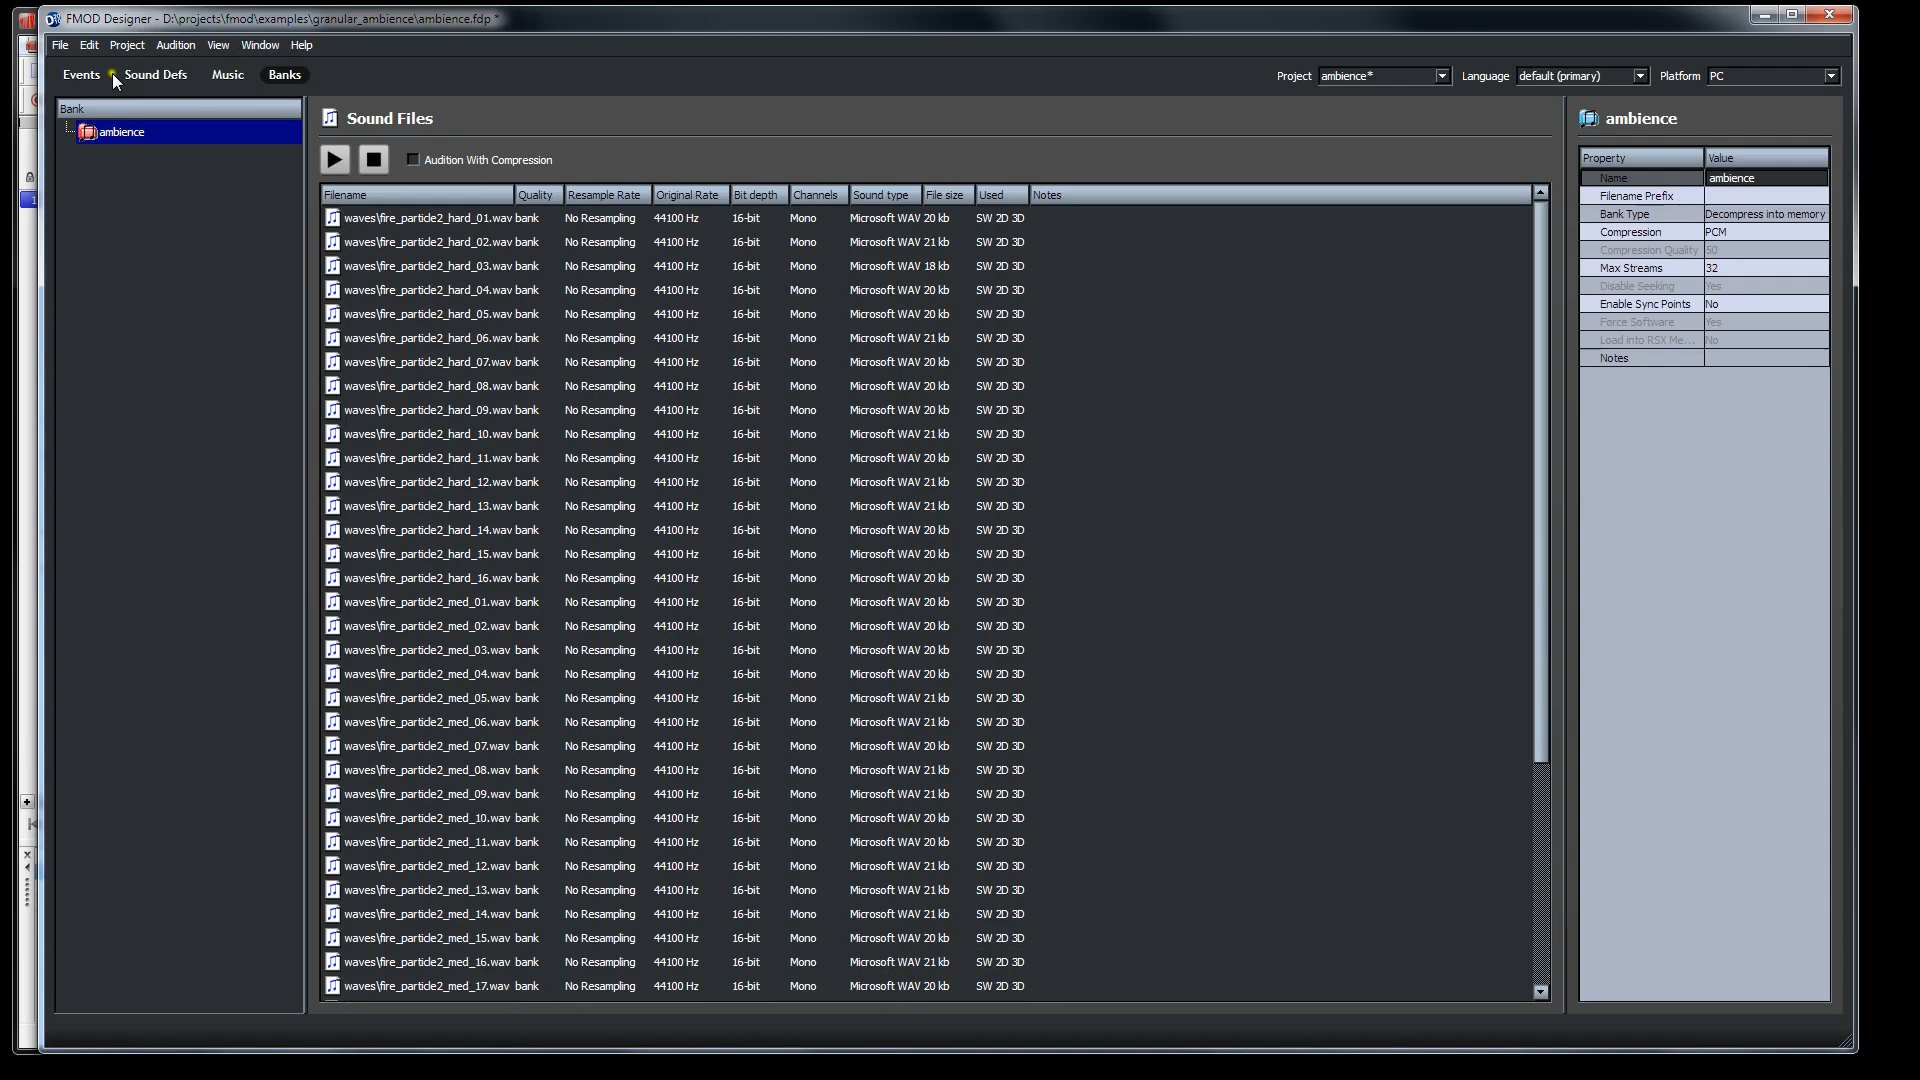 FMOD Designer - D:\projects\fmod\examples\granular_ambience\ambience.fdp *
File Edit Project Audition View Window Help
Events Sound Defs Music Banks Project ambience* Language default (primary) Platform PC
Bank
ambience
Sound Files
Audition With Compression
Filename Quality Resample Rate Original Rate Bit depth Channels Sound type File size Used Notes
waves\fire_particle2_hard_01.wav bank No Resampling 44100 Hz 16-bit Mono Microsoft WAV 20 kb SW 2D 3D
waves\fire_particle2_hard_02.wav bank No Resampling 44100 Hz 16-bit Mono Microsoft WAV 21 kb SW 2D 3D
waves\fire_particle2_hard_03.wav bank No Resampling 44100 Hz 16-bit Mono Microsoft WAV 18 kb SW 2D 3D
waves\fire_particle2_hard_04.wav bank No Resampling 44100 Hz 16-bit Mono Microsoft WAV 20 kb SW 2D 3D
waves\fire_particle2_hard_05.wav bank No Resampling 44100 Hz 16-bit Mono Microsoft WAV 20 kb SW 2D 3D
waves\fire_particle2_hard_06.wav bank No Resampling 44100 Hz 16-bit Mono Microsoft WAV 21 kb SW 2D 3D
waves\fire_particle2_hard_07.wav bank No Resampling 44100 Hz 16-bit Mono Microsoft WAV 20 kb SW 2D 3D
waves\fire_particle2_hard_08.wav bank No Resampling 44100 Hz 16-bit Mono Microsoft WAV 20 kb SW 2D 3D
waves\fire_particle2_hard_09.wav bank No Resampling 44100 Hz 16-bit Mono Microsoft WAV 20 kb SW 2D 3D
waves\fire_particle2_hard_10.wav bank No Resampling 44100 Hz 16-bit Mono Microsoft WAV 21 kb SW 2D 3D
waves\fire_particle2_hard_11.wav bank No Resampling 44100 Hz 16-bit Mono Microsoft WAV 20 kb SW 2D 3D
waves\fire_particle2_hard_12.wav bank No Resampling 44100 Hz 16-bit Mono Microsoft WAV 21 kb SW 2D 3D
waves\fire_particle2_hard_13.wav bank No Resampling 44100 Hz 16-bit Mono Microsoft WAV 21 kb SW 2D 3D
waves\fire_particle2_hard_14.wav bank No Resampling 44100 Hz 16-bit Mono Microsoft WAV 20 kb SW 2D 3D
waves\fire_particle2_hard_15.wav bank No Resampling 44100 Hz 16-bit Mono Microsoft WAV 20 kb SW 2D 3D
waves\fire_particle2_hard_16.wav bank No Resampling 44100 Hz 16-bit Mono Microsoft WAV 20 kb SW 2D 3D
waves\fire_particle2_med_01.wav bank No Resampling 44100 Hz 16-bit Mono Microsoft WAV 20 kb SW 2D 3D
waves\fire_particle2_med_02.wav bank No Resampling 44100 Hz 16-bit Mono Microsoft WAV 20 kb SW 2D 3D
waves\fire_particle2_med_03.wav bank No Resampling 44100 Hz 16-bit Mono Microsoft WAV 20 kb SW 2D 3D
waves\fire_particle2_med_04.wav bank No Resampling 44100 Hz 16-bit Mono Microsoft WAV 20 kb SW 2D 3D
waves\fire_particle2_med_05.wav bank No Resampling 44100 Hz 16-bit Mono Microsoft WAV 21 kb SW 2D 3D
waves\fire_particle2_med_06.wav bank No Resampling 44100 Hz 16-bit Mono Microsoft WAV 21 kb SW 2D 3D
waves\fire_particle2_med_07.wav bank No Resampling 44100 Hz 16-bit Mono Microsoft WAV 20 kb SW 2D 3D
waves\fire_particle2_med_08.wav bank No Resampling 44100 Hz 16-bit Mono Microsoft WAV 21 kb SW 2D 3D
waves\fire_particle2_med_09.wav bank No Resampling 44100 Hz 16-bit Mono Microsoft WAV 21 kb SW 2D 3D
waves\fire_particle2_med_10.wav bank No Resampling 44100 Hz 16-bit Mono Microsoft WAV 20 kb SW 2D 3D
waves\fire_particle2_med_11.wav bank No Resampling 44100 Hz 16-bit Mono Microsoft WAV 20 kb SW 2D 3D
waves\fire_particle2_med_12.wav bank No Resampling 44100 Hz 16-bit Mono Microsoft WAV 21 kb SW 2D 3D
waves\fire_particle2_med_13.wav bank No Resampling 44100 Hz 16-bit Mono Microsoft WAV 21 kb SW 2D 3D
waves\fire_particle2_med_14.wav bank No Resampling 44100 Hz 16-bit Mono Microsoft WAV 21 kb SW 2D 3D
waves\fire_particle2_med_15.wav bank No Resampling 44100 Hz 16-bit Mono Microsoft WAV 20 kb SW 2D 3D
waves\fire_particle2_med_16.wav bank No Resampling 44100 Hz 16-bit Mono Microsoft WAV 21 kb SW 2D 3D
waves\fire_particle2_med_17.wav bank No Resampling 44100 Hz 16-bit Mono Microsoft WAV 20 kb SW 2D 3D
ambience
Property Value
Name ambience
Filename Prefix
Bank Type Decompress into memory
Compression PCM
Compression Quality 50
Max Streams 32
Disable Seeking Yes
Enable Sync Points No
Force Software Yes
Load into RSX Me... No
Notes